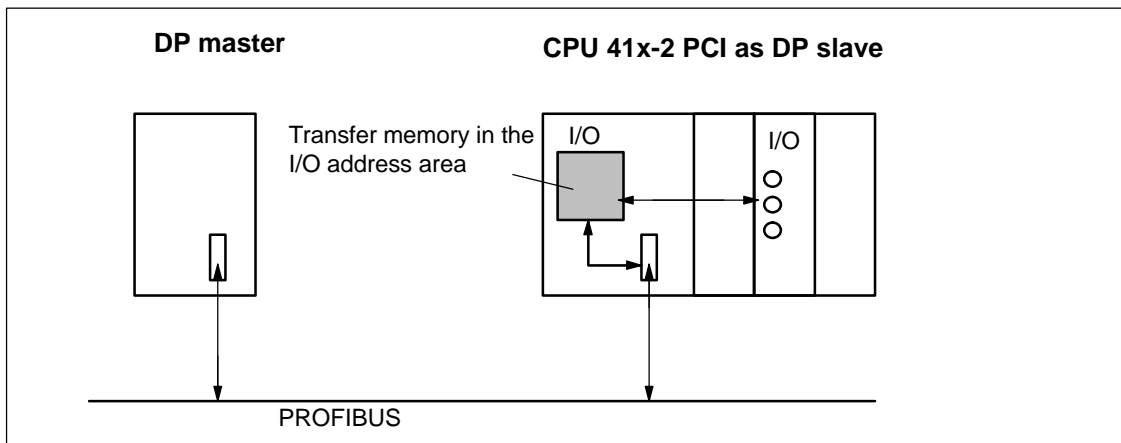 DP master
CPU 41x-2 PCI as DP slave
Transfer memory in the
I/O address area
I/O
I/O
PROFIBUS